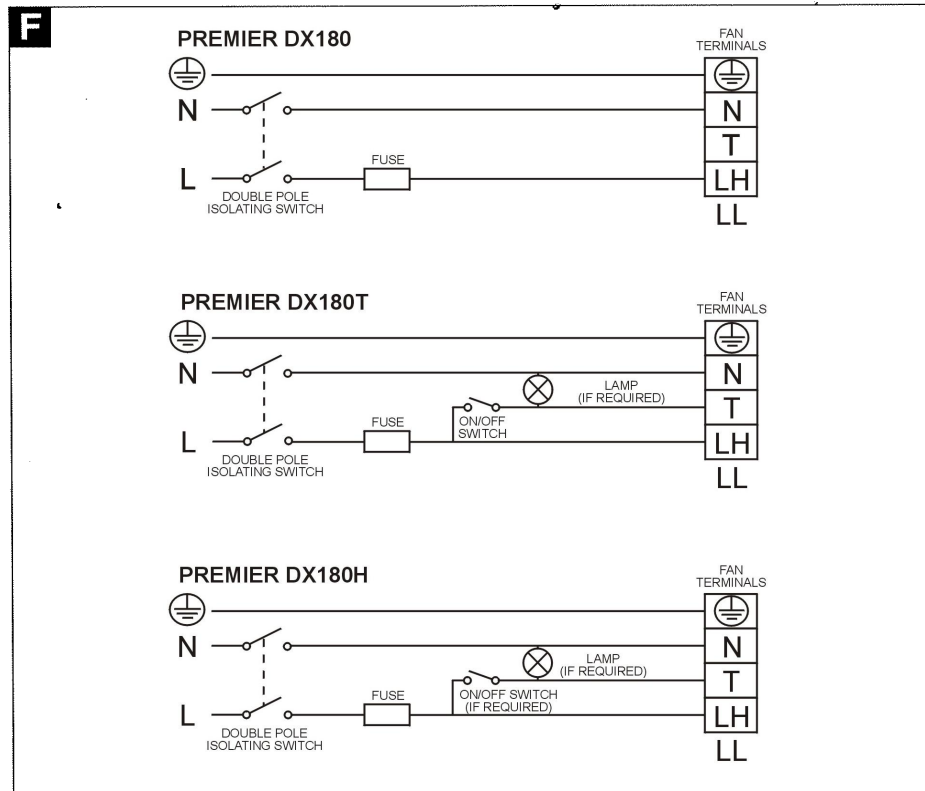 F
PREMIER DX180
FAN
TERMINALS
N
N
T
L
FUSE
LH
DOUBLE POLE
ISOLATING SWITCH
LL
PREMIER DX180T
FAN
TERMINALS
N
N
LAMP
(IF REQUIRED)
T
ON/OFF
SWITCH
L
FUSE
LH
DOUBLE POLE
ISOLATING SWITCH
LL
PREMIER DX180H
FAN
TERMINALS
N
N
LAMP
(IF REQUIRED)
T
ON/OFF SWITCH
(IF REQUIRED)
L
FUSE
LH
DOUBLE POLE
ISOLATING SWITCH
LL